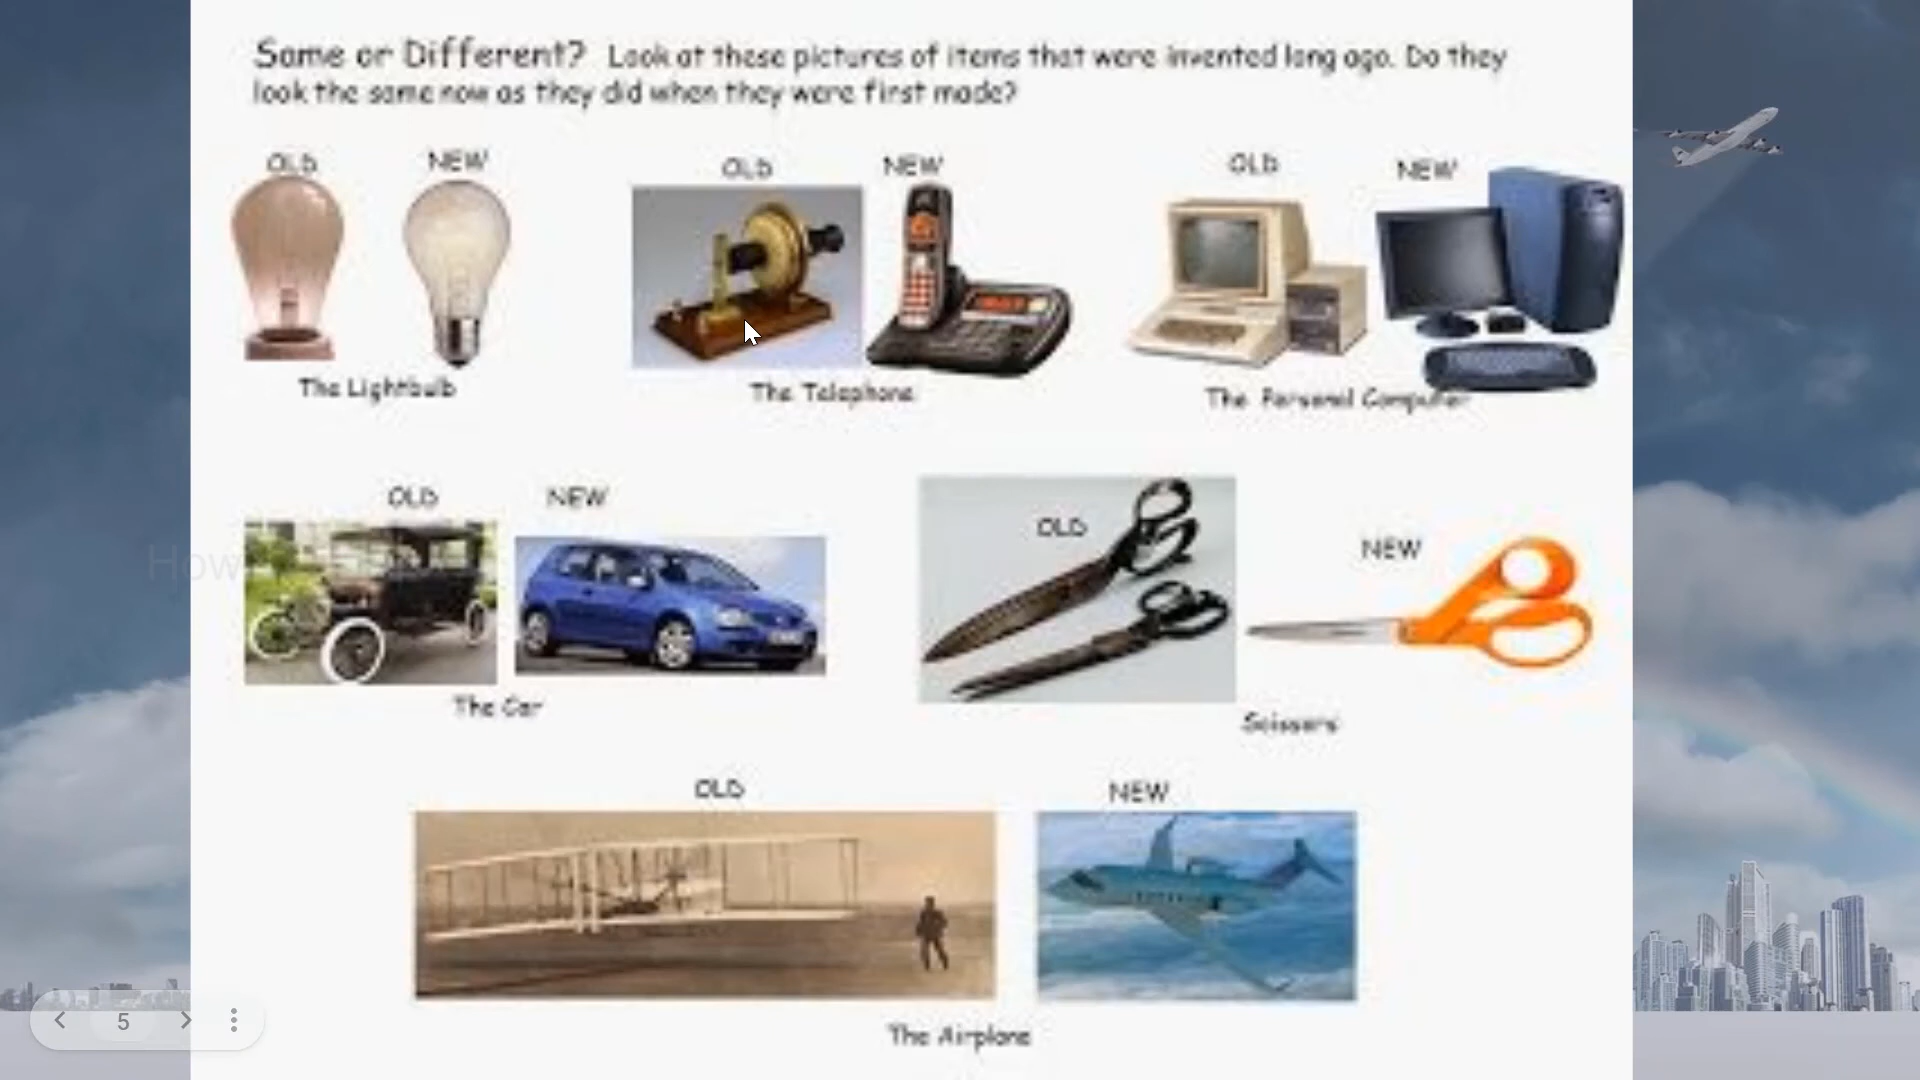 Same or Different? Look at these pictures of items that were invented long ago. Do they
look the same now as they did when they were first made?
OLD NEW OLD NEW OLD NEW
The Lightbulb The Telephone The Personal Computer
OLD NEW OLD NEW
How
The Car Scissors
OLD NEW
The Airplane
5